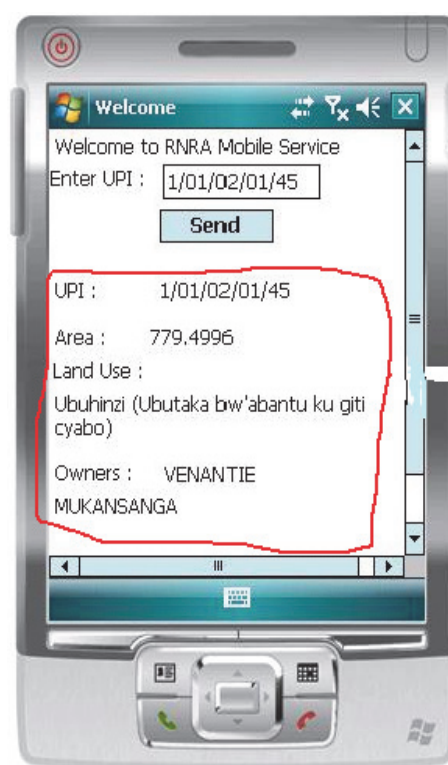 Welcome
Welcome to RNRA Mobile Service
Enter UPI : 1/01/02/01/45
Send
UPI : 1/01/02/01/45
Area : 779.4996
Land Use :
Ubuhinzi (Ubutaka bw'abantu ku giti
cyabo)
Owners : VENANTIE
MUKANSANGA